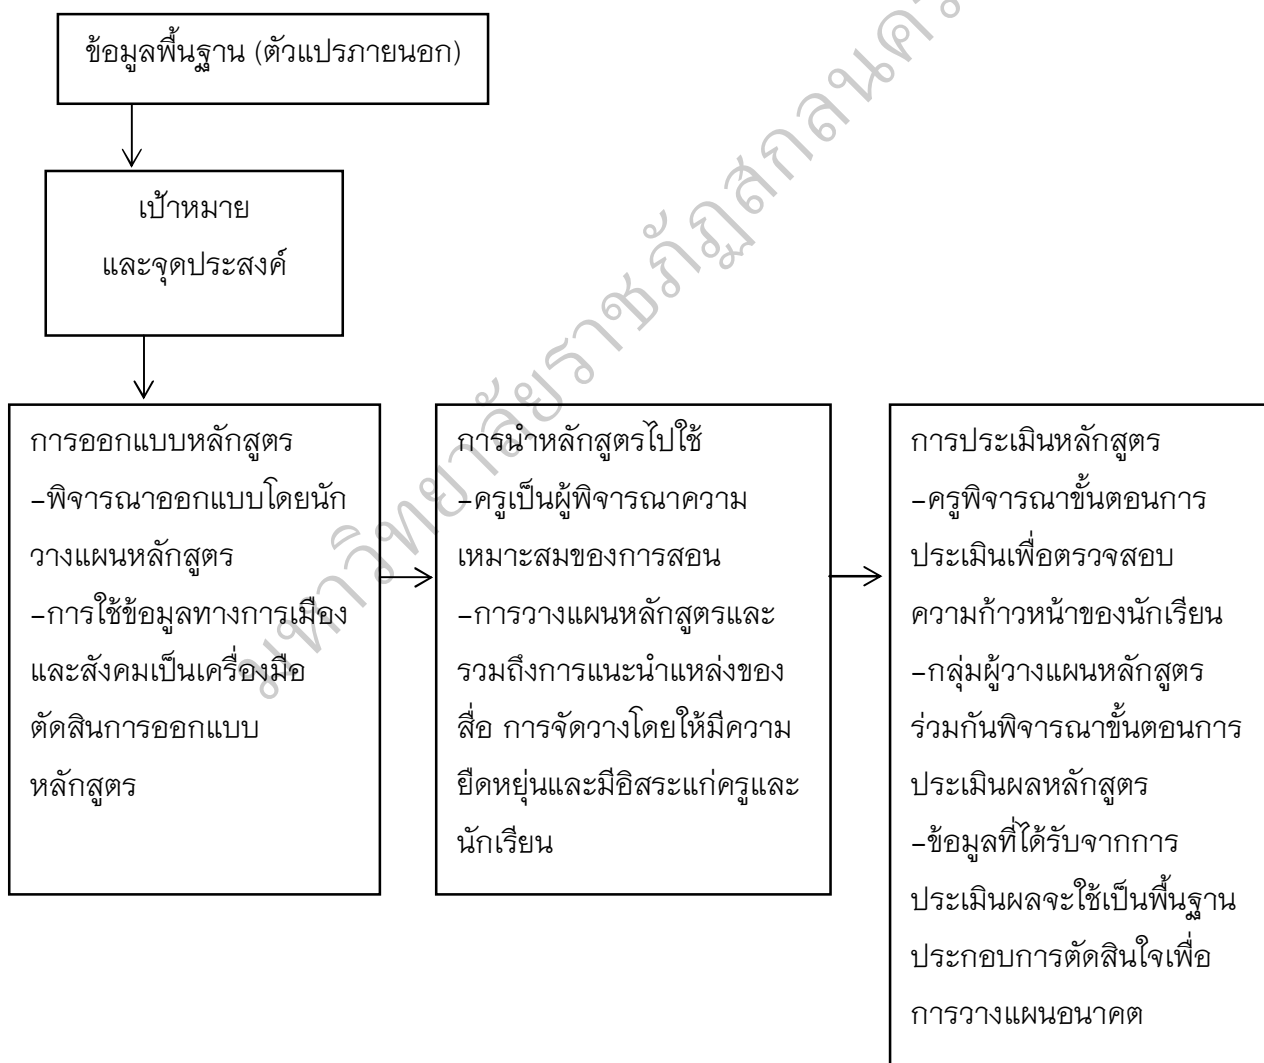 ข้อมูลพื้นฐาน (ตัวแปรภายนอก)
เป้าหมาย
และจุดประสงค์
การออกแบบหลักสูตร
–พิจารณาออกแบบโดยนัก
วางแผนหลักสูตร
–การใช้ข้อมูลทางการเมือง
และสังคมเป็นเครื่องมือ
ตัดสินการออกแบบ
หลักสูตร
การนำหลักสูตรไปใช้
–ครูเป็นผู้พิจารณาความ
เหมาะสมของการสอน
–การวางแผนหลักสูตรและ
รวมถึงการแนะนำแหล่งของ
สื่อ การจัดวางโดยให้มีความ
ยืดหยุ่นและมีอิสระแก่ครูและ
นักเรียน
การประเมินหลักสูตร
–ครูพิจารณาขั้นตอนการ
ประเมินเพื่อตรวจสอบ
ความก้าวหน้าของนักเรียน
–กลุ่มผู้วางแผนหลักสูตร
ร่วมกันพิจารณาขั้นตอนการ
ประเมินผลหลักสูตร
–ข้อมูลที่ได้รับจากการ
ประเมินผลจะใช้เป็นพื้นฐาน
ประกอบการตัดสินใจเพื่อ
การวางแผนอนาคต
มหาวิทยาลัยราชภัฏสกลนคร